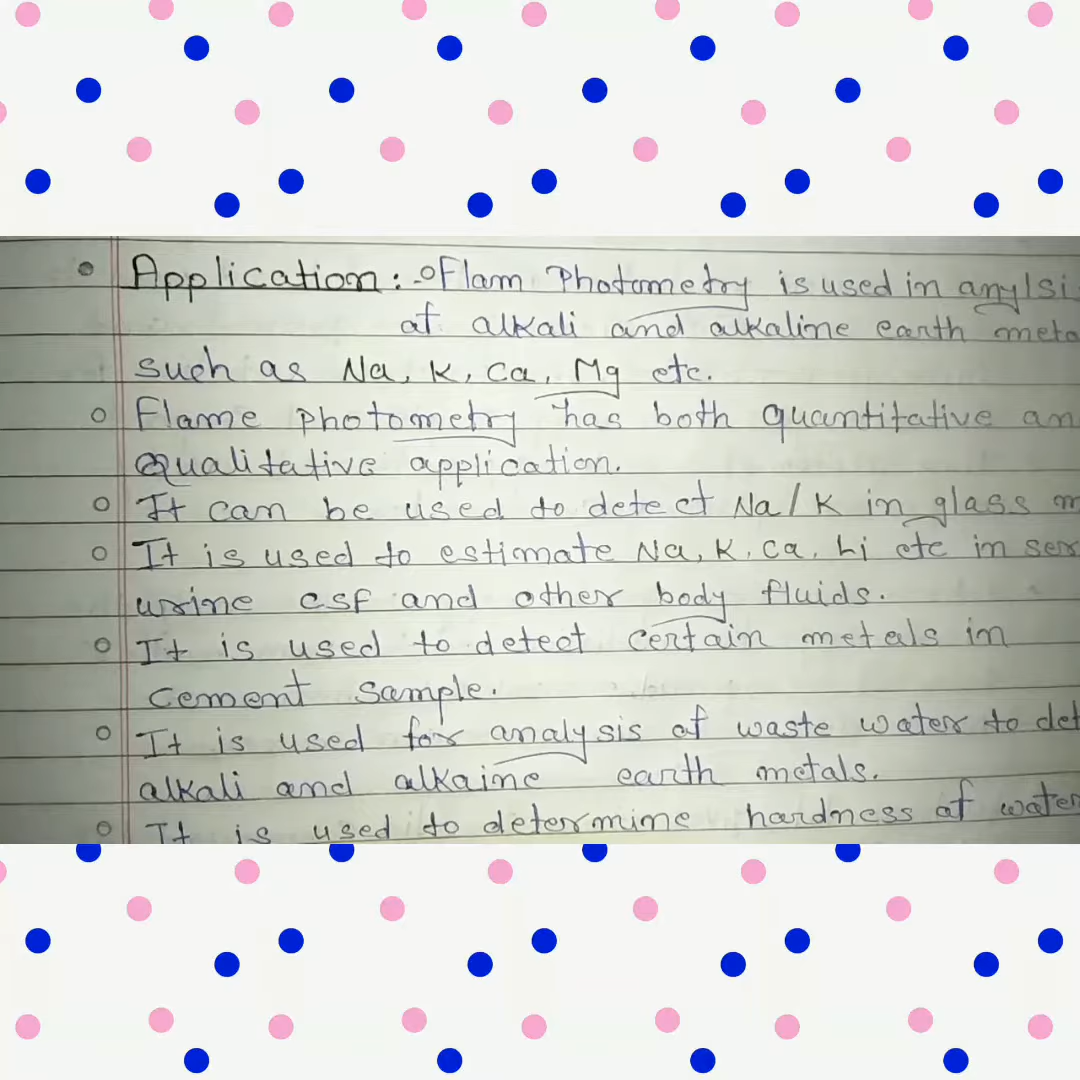 Application:- Flam Photometry is used in anylsi
of alkali and alkaline earth meta
such as Na, K, Ca, Mg etc.
Flame photometry has both quantitative an
Qualitative application.
It can be used to detect Na/K in glass m
It is used to estimate Na, K, Ca, Li etc in ser
urine csf and other body fluids.
It is used to detect certain metals in
cement sample.
It is used for analysis of waste water to det
alkali and alkaine earth metals.
It is used to determine hardness of water